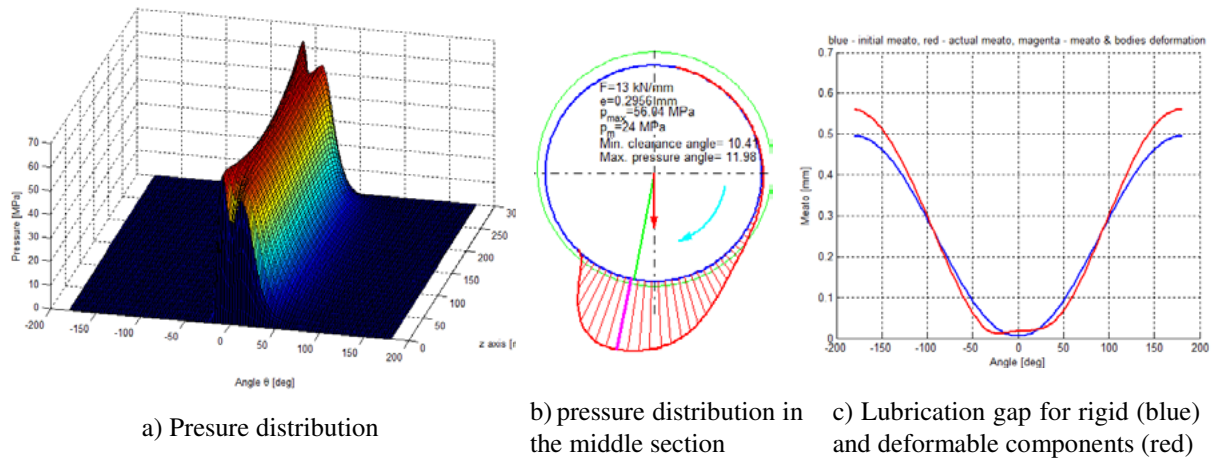 70
60
50
40
30
20
10
0
Pressure [MPa]
-200
-150
-100
-50
0
50
100
150
200
Angle θ [deg]
0
50
100
150
200
250
z axis
F=13 kN/mm
e=0.2956mm
pmax=56.04 MPa
pm=24 MPa
Min. clearance angle= 10.41
Max. pressure angle= 11.98
blue - initial meato, red - actual meato, magenta - meato & bodies deformation
0.7
0.6
0.5
0.4
0.3
0.2
0.1
0
Meato [mm]
-200 -150 -100 -50 0 50 100 150 200
Angle [deg]
a) Presure distribution
b) pressure distribution in
the middle section
c) Lubrication gap for rigid (blue)
and deformable components (red)